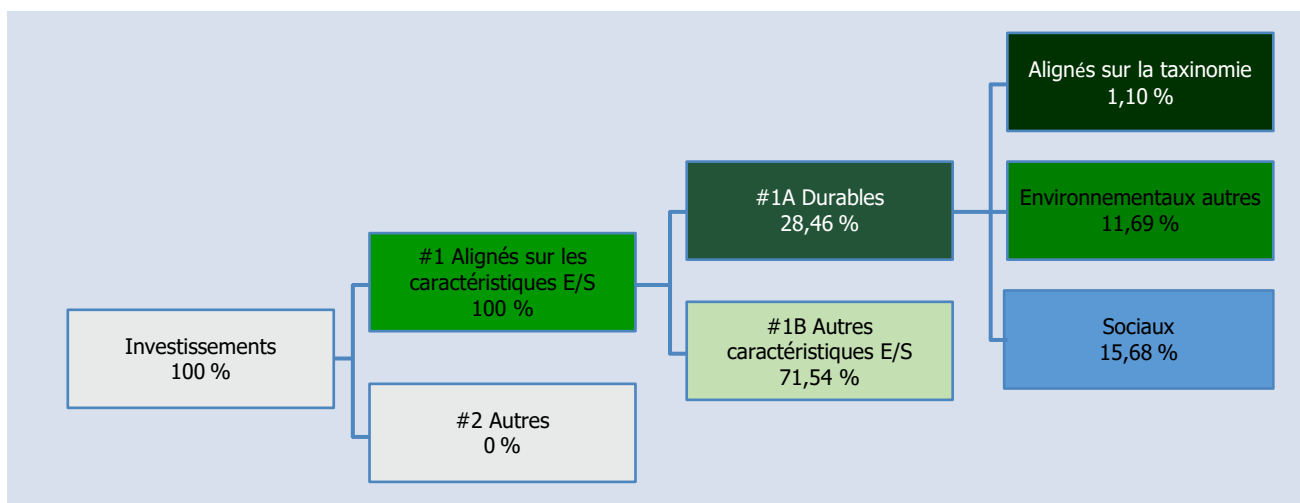 Investissements
100 %
#1 Alignés sur les
caractéristiques E/S
100 %
#2 Autres
0 %
#1A Durables
28,46 %
#1B Autres
caractéristiques E/S
71,54 %
Alignés sur la taxinomie
1,10 %
Environnementaux autres
11,69 %
Sociaux
15,68 %